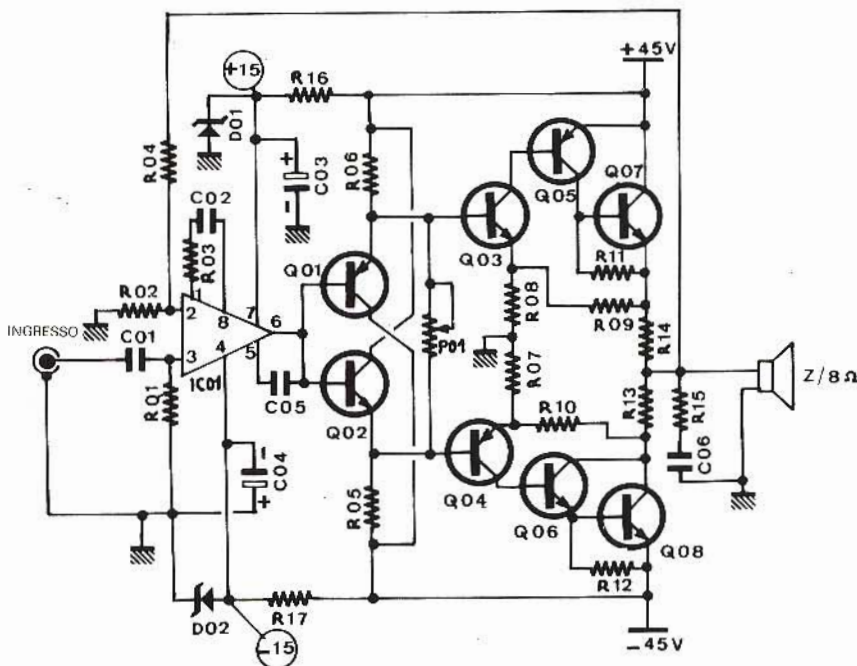 +45V
+15
R16
D01
R04
R06
C03
+
-
C02
R03
Q05
Q07
Q03
Q01
R11
R02
1
2
7
8
6
R08
R09
R14
INGRESSO
C01
3
4
5
P01
IC01
C05
R07
R13
R15
Z/8 Ω
R01
Q02
R10
C06
-
C04
+
R05
Q04
Q06
Q08
R12
D02
R17
-15
-45V